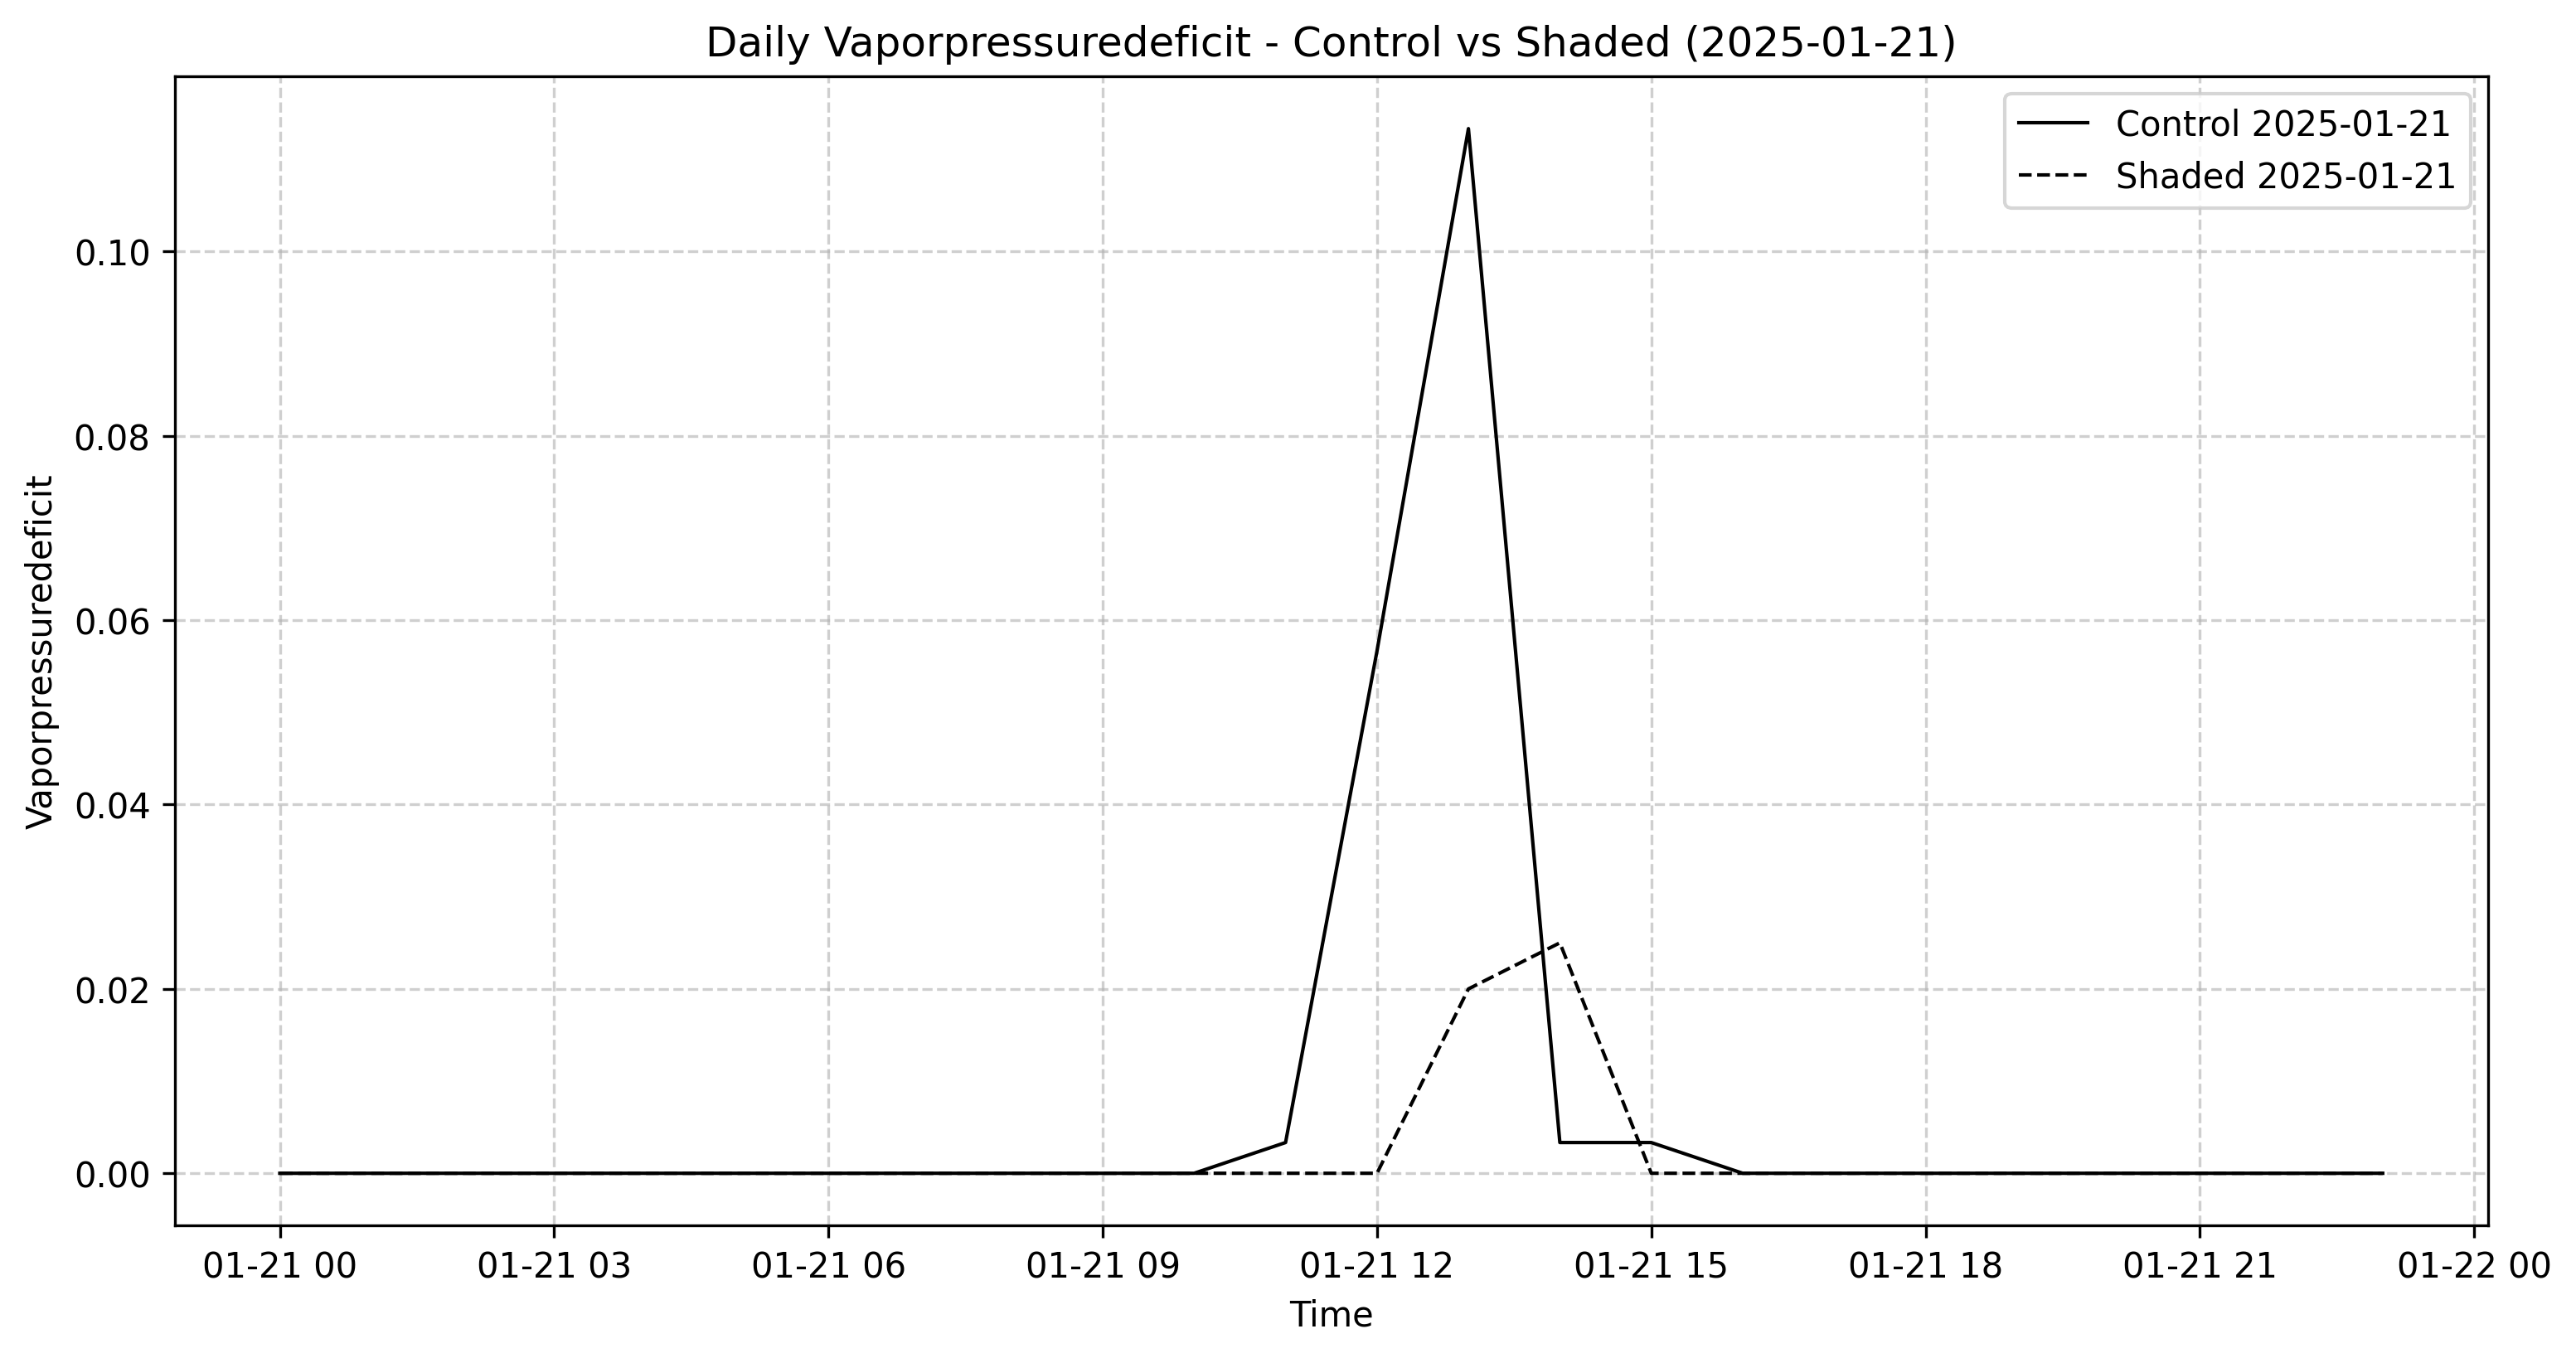 Daily Vaporpressuredeficit - Control vs Shaded (2025-01-21)
Control 2025-01-21
Shaded 2025-01-21
Vaporpressuredeficit
0.10
0.08
0.06
0.04
0.02
0.00
01-21 00 01-21 03 01-21 06 01-21 09 01-21 12 01-21 15 01-21 18 01-21 21 01-22 00
Time